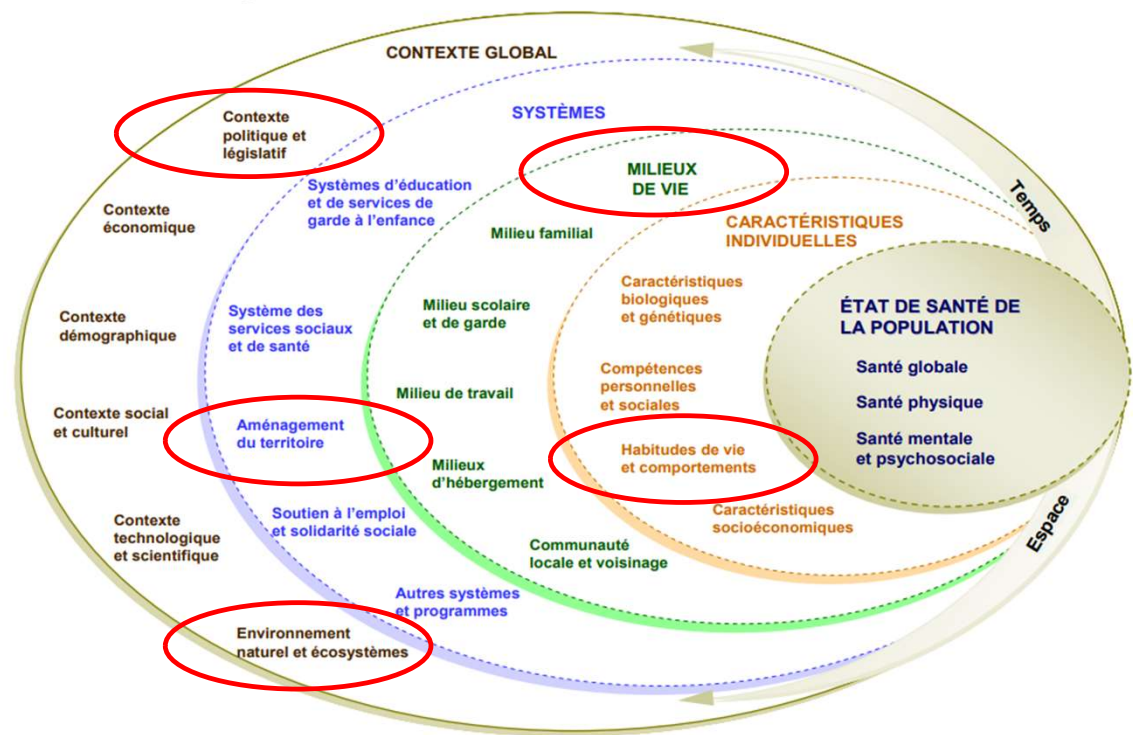 CONTEXTE GLOBAL
Contexte
politique et
législatif
Contexte
économique
Contexte
démographique
Contexte social
et culturel
Contexte
technologique
et scientifique
Environnement
naturel et écosystèmes
SYSTÈMES
Systèmes d'éducation
et de services de
garde à l'enfance
Système des
services sociaux
et de santé
Aménagement
du territoire
Soutien à l'emploi
et solidarité sociale
Autres systèmes
et programmes
MILIEUX
DE VIE
Milieu familial
Milieu scolaire
et de garde
Milieu de travail
Milieux
d'hébergement
Communauté
locale et voisinage
CARACTÉRISTIQUES
INDIVIDUELLES
Caractéristiques
biologiques
et génétiques
Compétences
personnelles
et sociales
Habitudes de vie
et comportements
Caractéristiques
socioéconomiques
ÉTAT DE SANTÉ DE
LA POPULATION
Santé globale
Santé physique
Santé mentale
et psychosociale
Temps
Espace